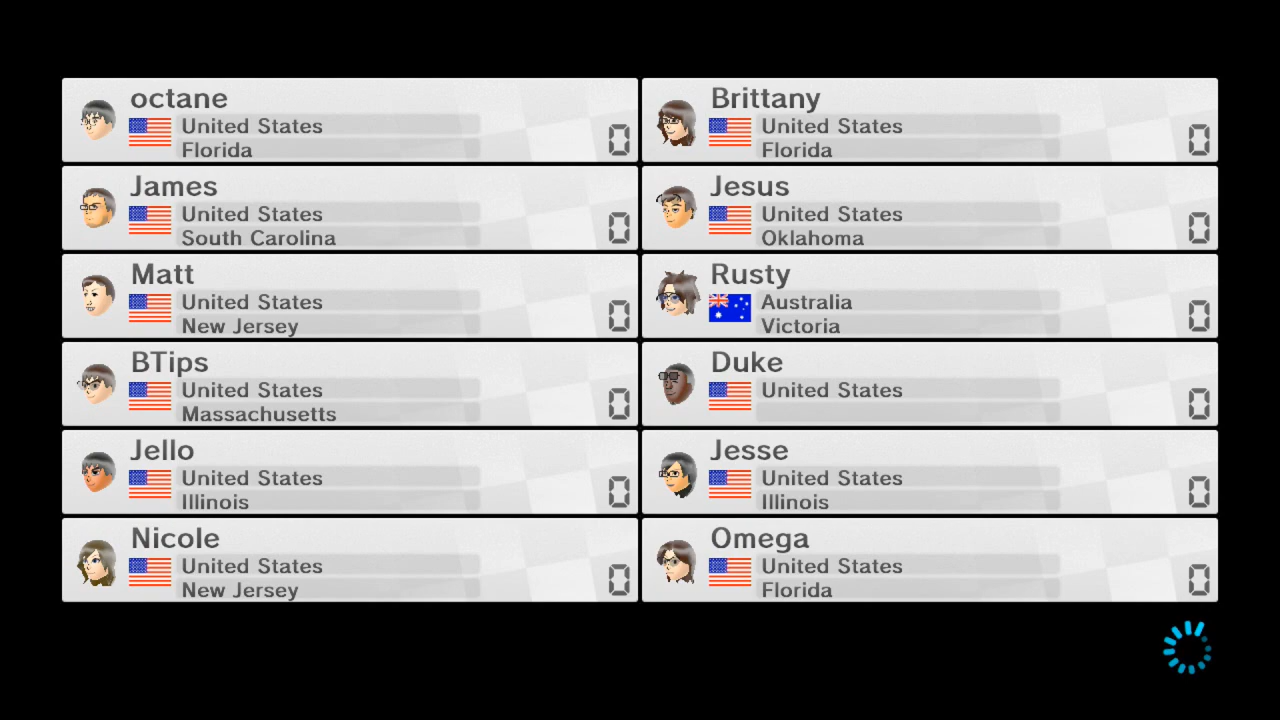 octane
United States
Florida
0
Brittany
United States
Florida
0
James
United States
South Carolina
0
Jesus
United States
Oklahoma
0
Matt
United States
New Jersey
0
Rusty
Australia
Victoria
0
BTips
United States
Massachusetts
0
Duke
United States
0
Jello
United States
Illinois
0
Jesse
United States
Illinois
0
Nicole
United States
New Jersey
0
Omega
United States
Florida
0